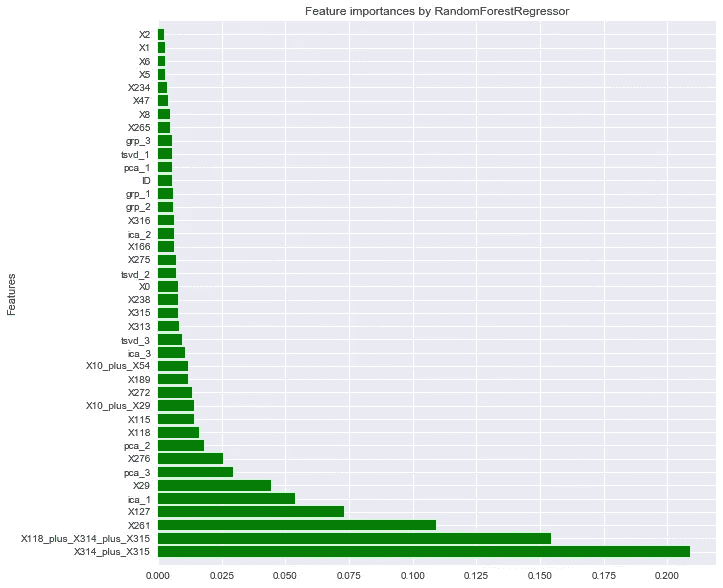 Feature importances by RandomForestRegressor
X2
X1
X6
X5
X234
X47
X8
X265
grp_3
tsvd_1
pca_1
ID
grp_1
grp_2
X316
ica_2
X166
X275
tsvd_2
X0
X238
X315
X313
tsvd_3
ica_3
X10_plus_X54
X189
X272
X10_plus_X29
X115
X118
pca_2
X276
pca_3
X29
ica_1
X127
X261
X118_plus_X314_plus_X315
X314_plus_X315
Features
0.000 0.025 0.050 0.075 0.100 0.125 0.150 0.175 0.200